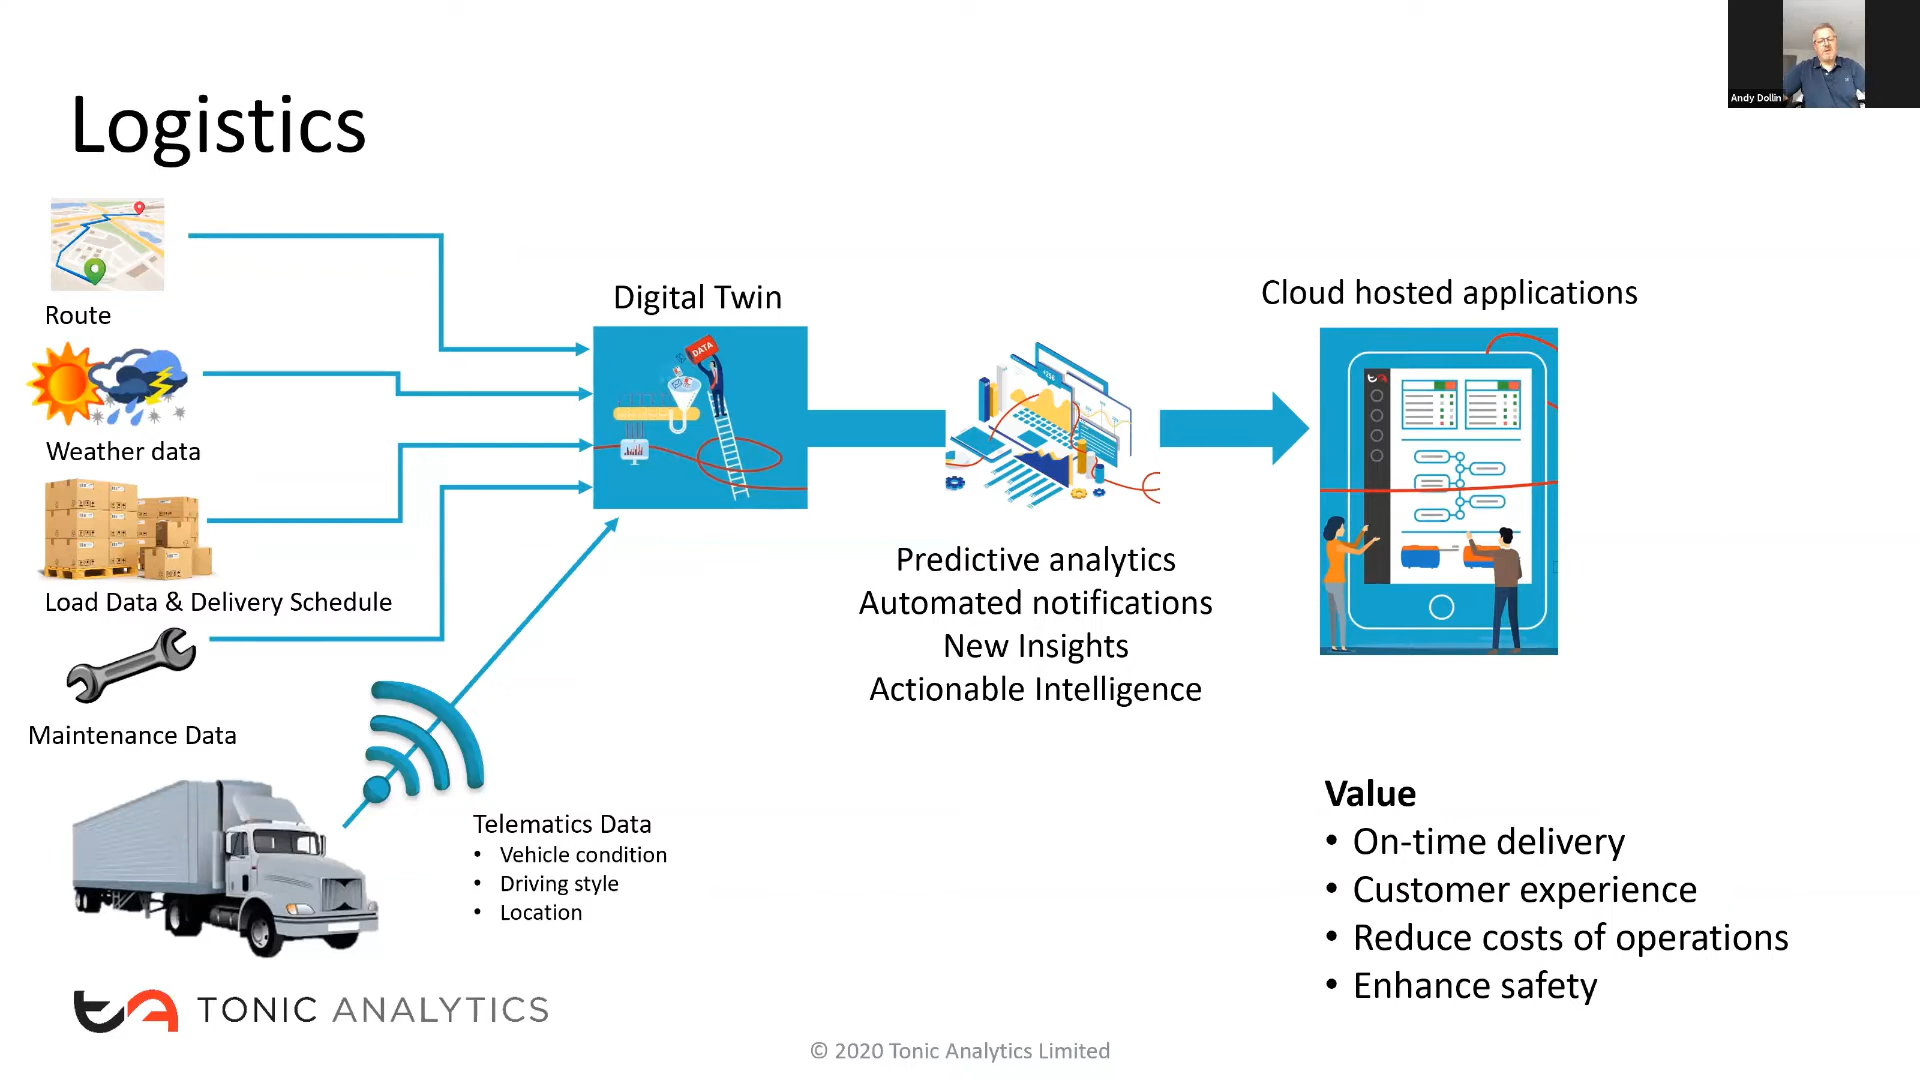 Andy Dollin
Logistics
Route
Weather data
Load Data & Delivery Schedule
Maintenance Data
Telematics Data
• Vehicle condition
• Driving style
• Location
Digital Twin
DATA
Predictive analytics
Automated notifications
New Insights
Actionable Intelligence
Cloud hosted applications
Value
• On-time delivery
• Customer experience
• Reduce costs of operations
• Enhance safety
TONIC ANALYTICS
© 2020 Tonic Analytics Limited